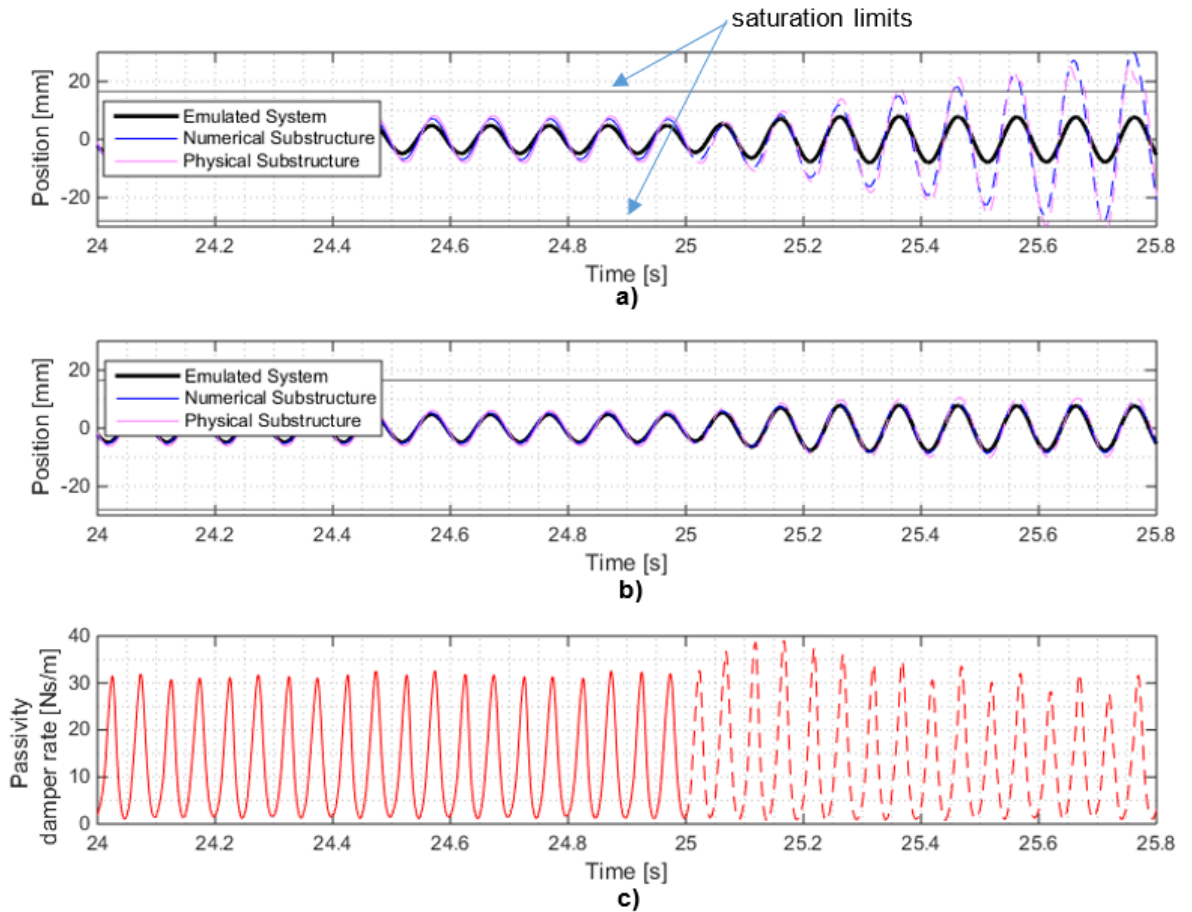 saturation limits
20
0
-20
Position [mm]
Emulated System
Numerical Substructure
Physical Substructure
24 24.2 24.4 24.6 24.8 25 25.2 25.4 25.6 25.8
Time [s]
a)
20
0
-20
Position [mm]
Emulated System
Numerical Substructure
Physical Substructure
24 24.2 24.4 24.6 24.8 25 25.2 25.4 25.6 25.8
Time [s]
b)
40
30
20
10
0
Passivity
damper rate [Ns/m]
24 24.2 24.4 24.6 24.8 25 25.2 25.4 25.6 25.8
Time [s]
c)